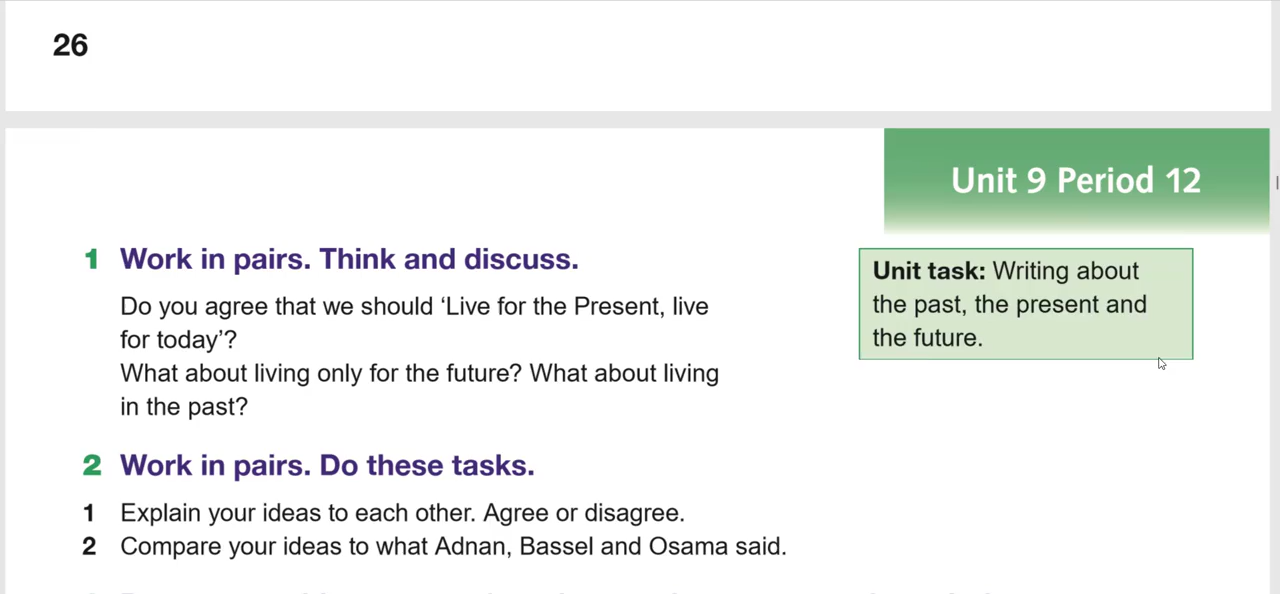 26
Unit 9 Period 12
1 Work in pairs. Think and discuss.
Do you agree that we should ‘Live for the Present, live
for today’?
What about living only for the future? What about living
in the past?
Unit task: Writing about
the past, the present and
the future.
2 Work in pairs. Do these tasks.
1 Explain your ideas to each other. Agree or disagree.
2 Compare your ideas to what Adnan, Bassel and Osama said.